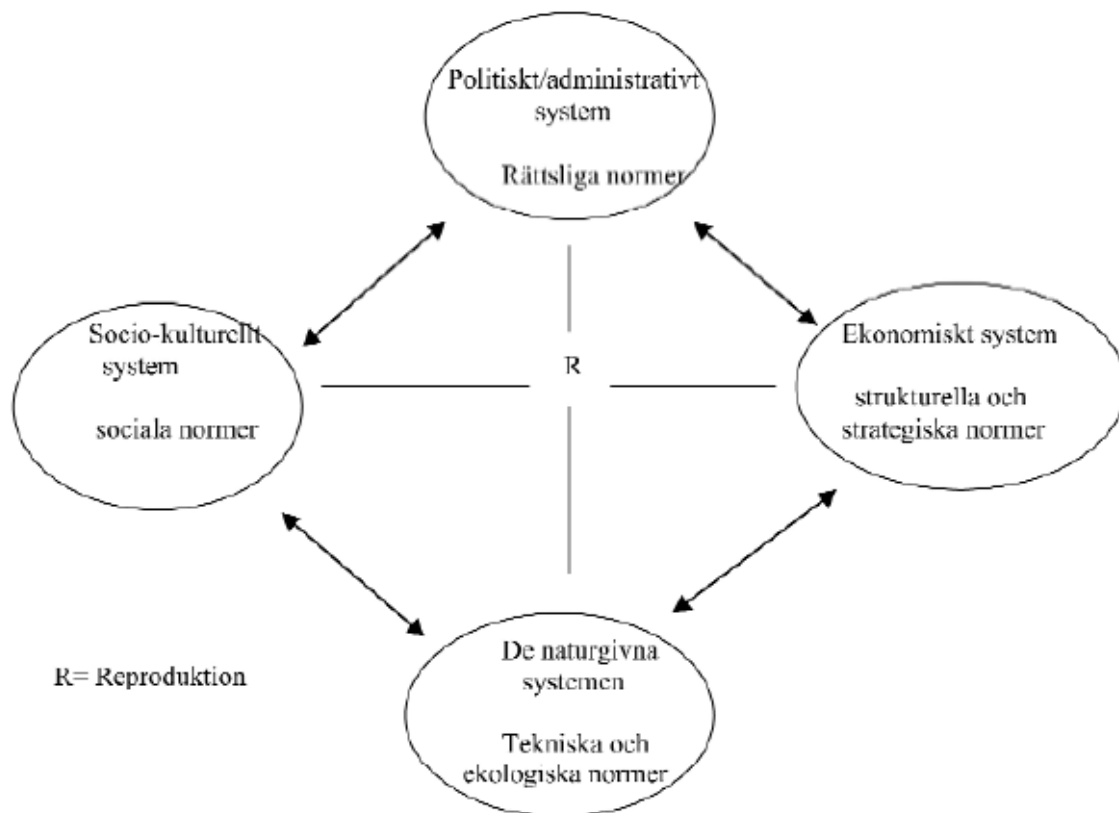 Politiskt/administrativt
system
Rättsliga normer
Socio-kulturellt
system
sociala normer
R
Ekonomiskt system
strukturella och
strategiska normer
De naturgivna
systemen
Tekniska och
ekologiska normer
R= Reproduktion